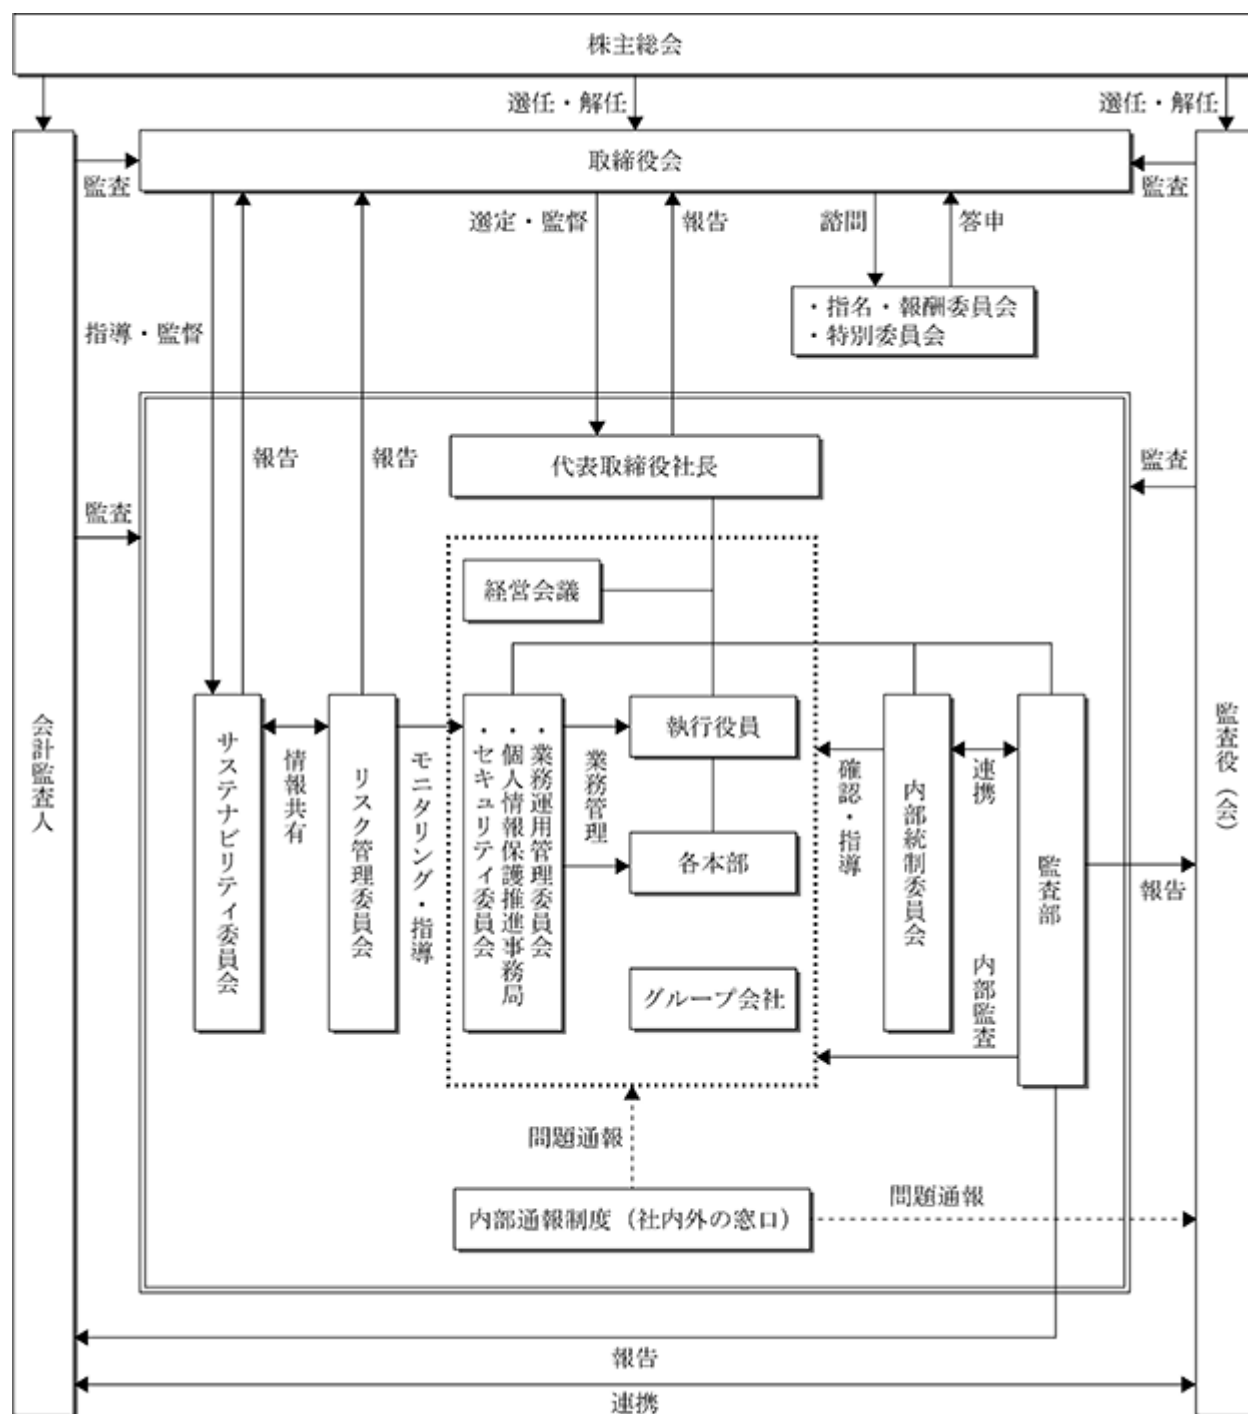 株主総会
選任・解任
選任・解任
取締役会
監査
監査
選定・監督
報告
諮問
答申
・指名・報酬委員会
・特別委員会
指導・監督
報告
報告
代表取締役社長
監査
監査
経営会議
会計監査人
サステナビリティ委員会
情報共有
リスク管理委員会
モニタリング・指導
・業務運用管理委員会
・個人情報保護推進事務局
・セキュリティ委員会
業務管理
執行役員
各本部
グループ会社
確認・指導
内部統制委員会
連携
監査部
内部監査
報告
監査役（会）
問題通報
内部通報制度（社内外の窓口）
問題通報
報告
連携